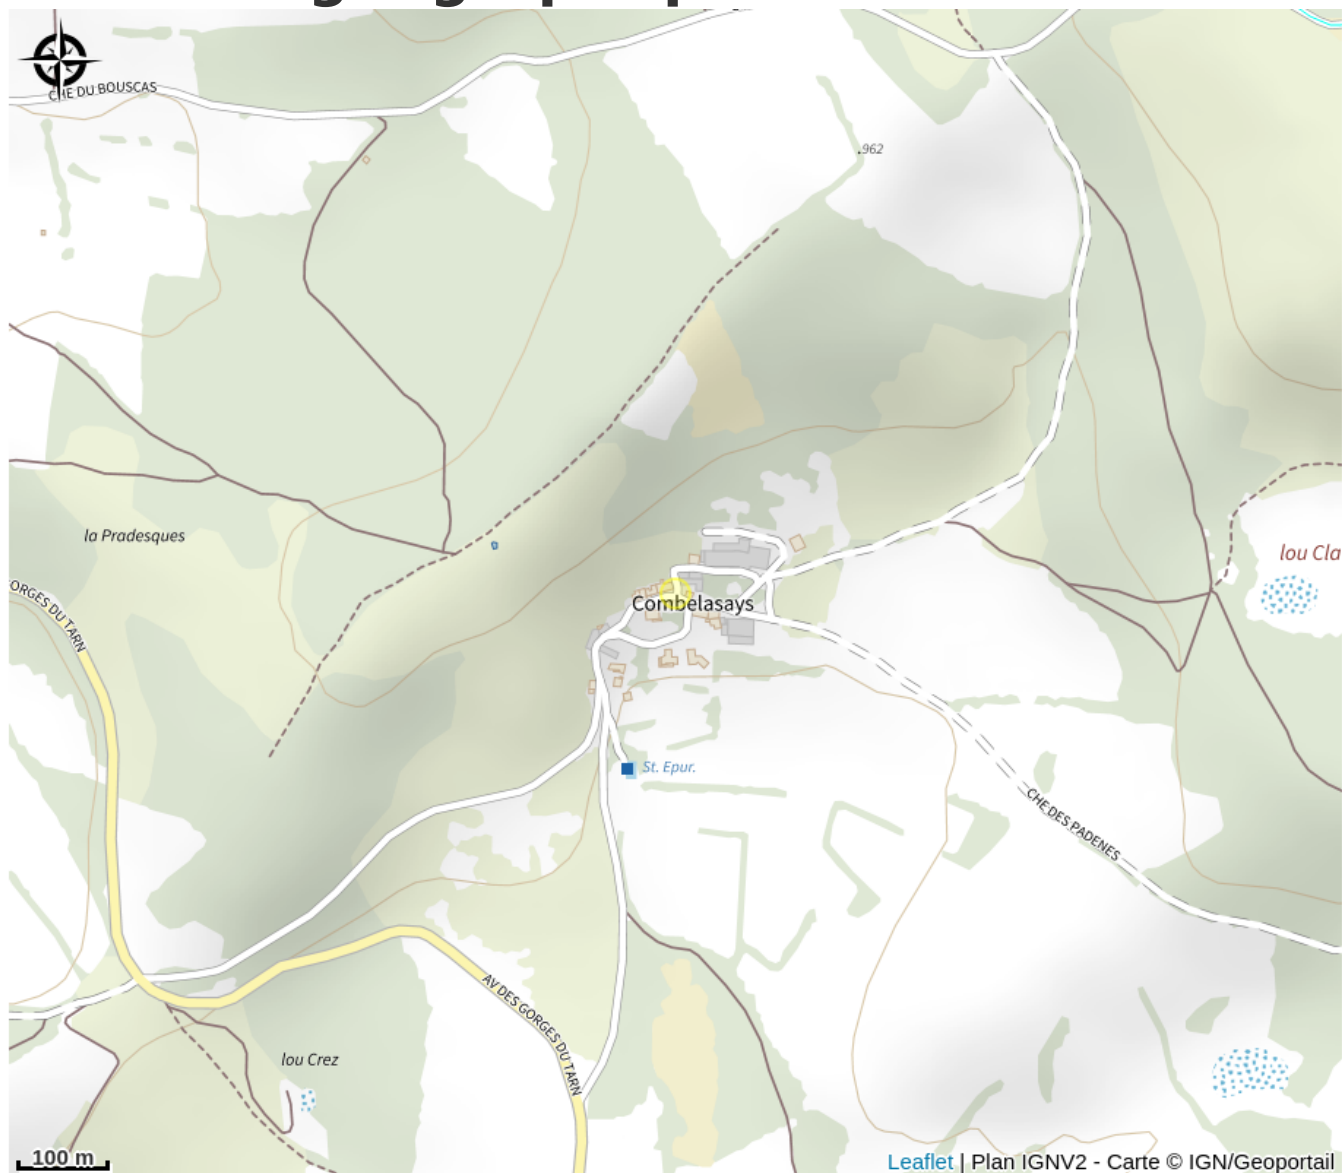 CHE DU BOUSCAS
962
la Pradesques
lou Cla
ORGES DU TARN
Combelasays
St. Epur.
CHE DES PADENES
AV DES GORGES DU TARN
lou Crez
100 m
Leaflet | Plan IGNV2 - Carte © IGN/Geoportail